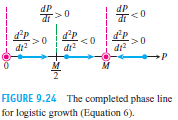 dP/dt > 0 dP/dt < 0
d²P/dt² > 0 d²P/dt² < 0 d²P/dt² > 0
P
0 M/2 M
FIGURE 9.24 The completed phase line
for logistic growth (Equation 6).